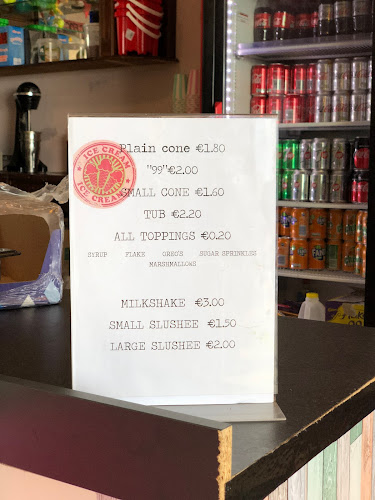 ICE CREAM
ICE CREAM
Plain cone €1.80
"99"€2.00
SMALL CONE €1.60
TUB €2.20
ALL TOPPINGS €0.20
SYRUP FLAKE OREO'S SUGAR SPRINKLES
MARSHMALLOWS
MILKSHAKE €3.00
SMALL SLUSHEE €1.50
LARGE SLUSHEE €2.00